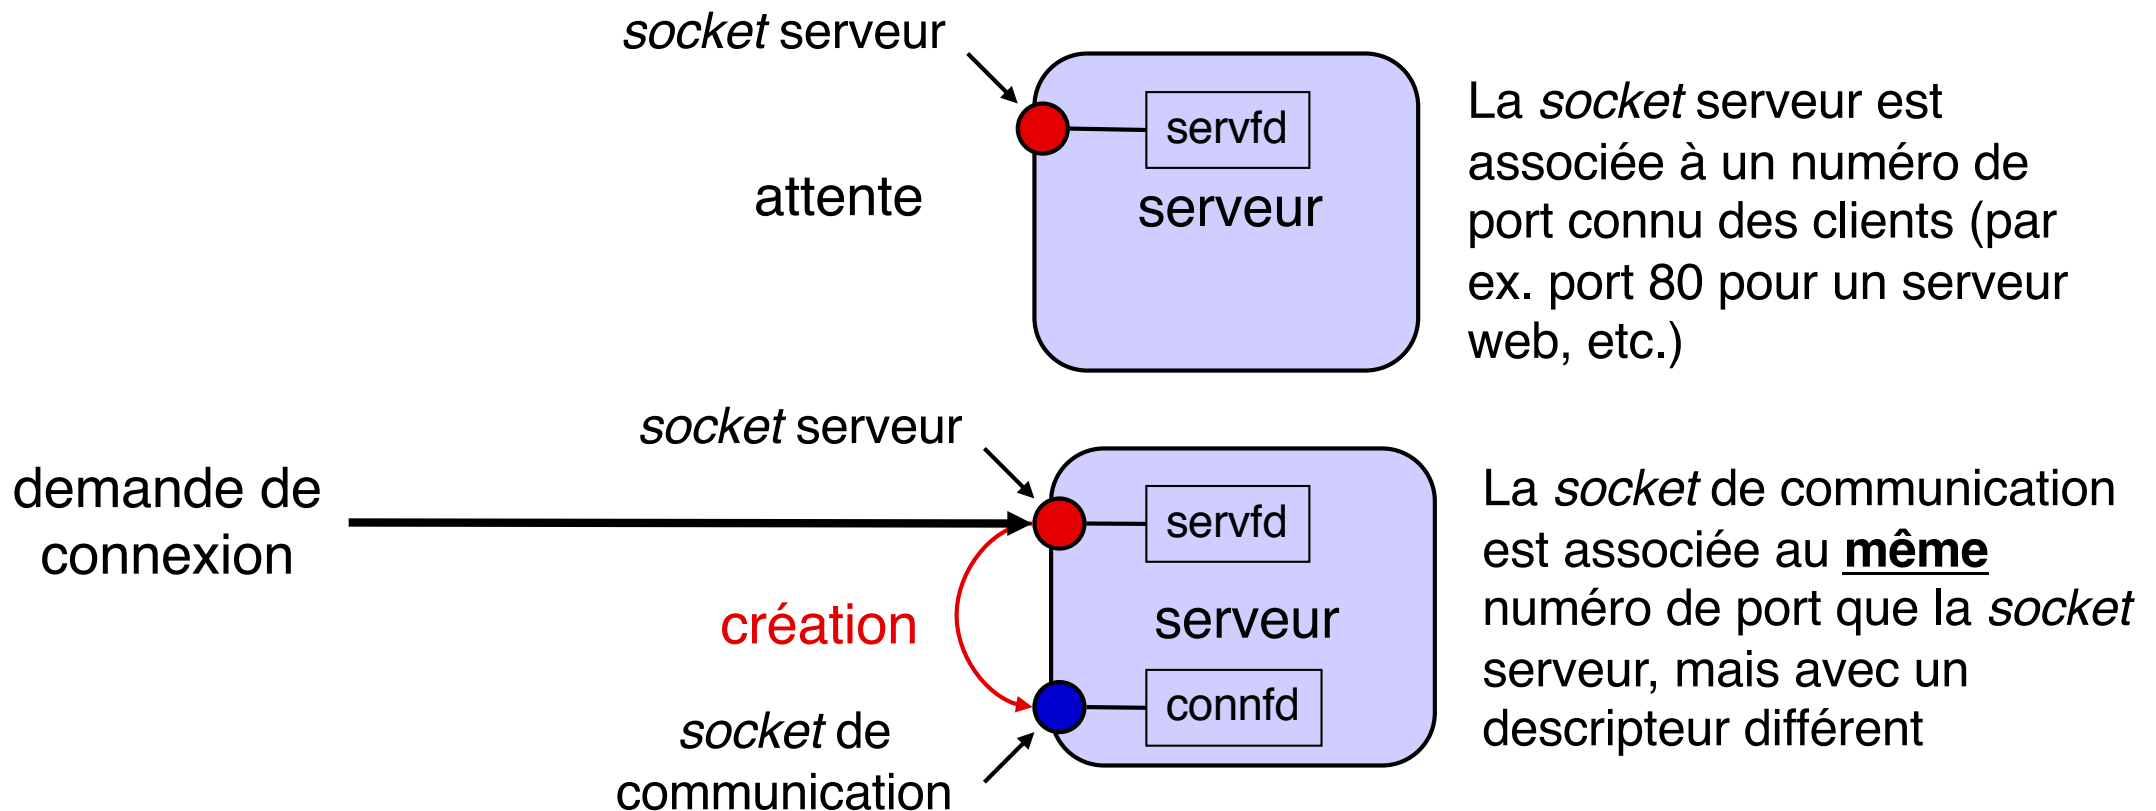 socket serveur
servfd
attente
serveur
La socket serveur est
associée à un numéro de
port connu des clients (par
ex. port 80 pour un serveur
web, etc.)
socket serveur
demande de
connexion
servfd
création
serveur
connfd
socket de
communication
La socket de communication
est associée au même
numéro de port que la socket
serveur, mais avec un
descripteur différent